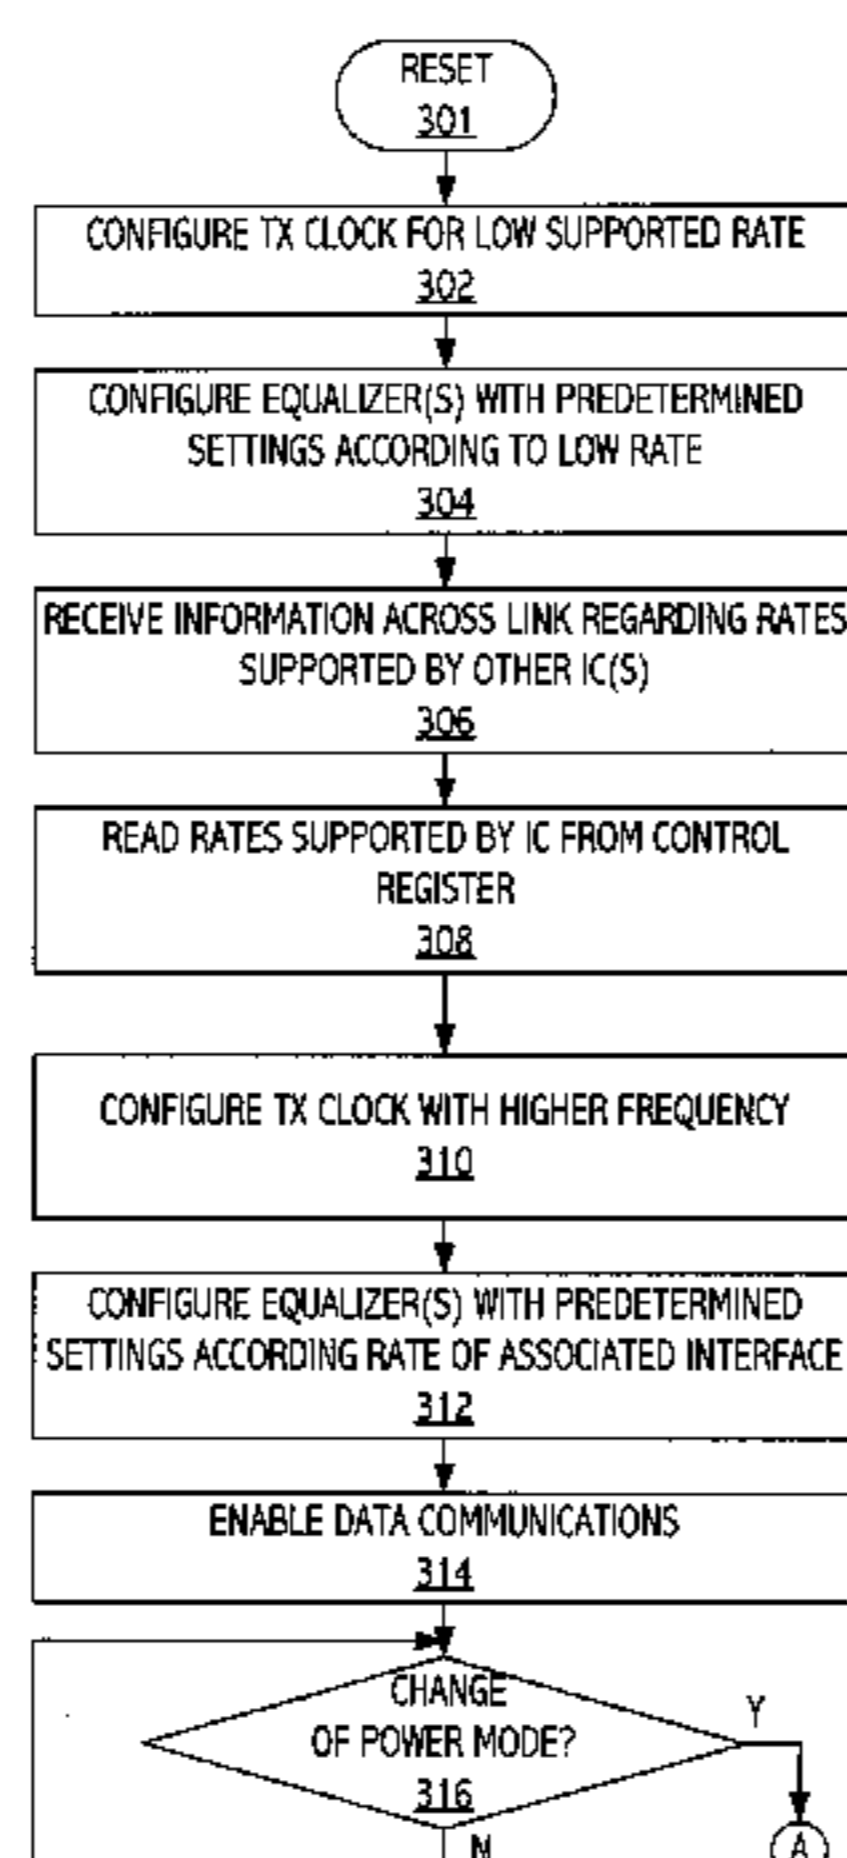 RESET
301
CONFIGURE TX CLOCK FOR LOW SUPPORTED RATE
302
CONFIGURE EQUALIZER(S) WITH PREDETERMINED
SETTINGS ACCORDING TO LOW RATE
304
RECEIVE INFORMATION ACROSS LINK REGARDING RATES
SUPPORTED BY OTHER IC(S)
306
READ RATES SUPPORTED BY IC FROM CONTROL
REGISTER
308
CONFIGURE TX CLOCK WITH HIGHER FREQUENCY
310
CONFIGURE EQUALIZER(S) WITH PREDETERMINED
SETTINGS ACCORDING RATE OF ASSOCIATED INTERFACE
312
ENABLE DATA COMMUNICATIONS
314
CHANGE
OF POWER MODE?
316
Y
N
A